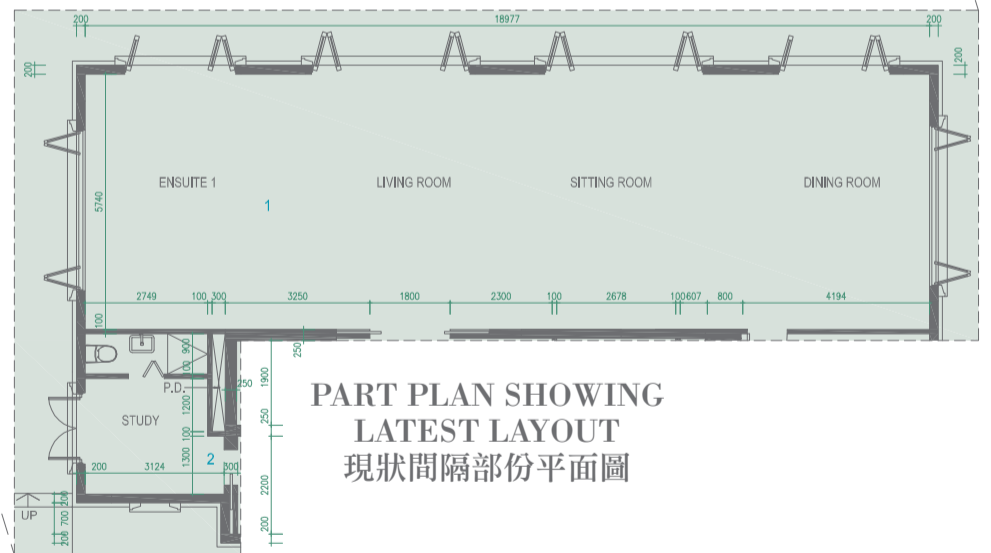 200 18977 200
200 200
ENSUITE 1 LIVING ROOM SITTING ROOM DINING ROOM
1
5740
2749 100 300 3250 1800 2300 100 2678 100 607 800 4194
100
250
900
100
P.D. 250
1900
1200
250
STUDY
100
2
1300
200 3124 300
2200
UP
200
700
200
200
PART PLAN SHOWING
LATEST LAYOUT
現狀間隔部份平面圖